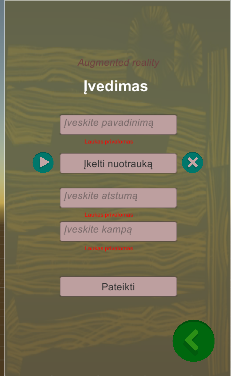 Augmented reality
Įvedimas
Įveskite pavadinimą
Įkelti nuotrauką
Įveskite atstumą
Įveskite kampą
Pateikti